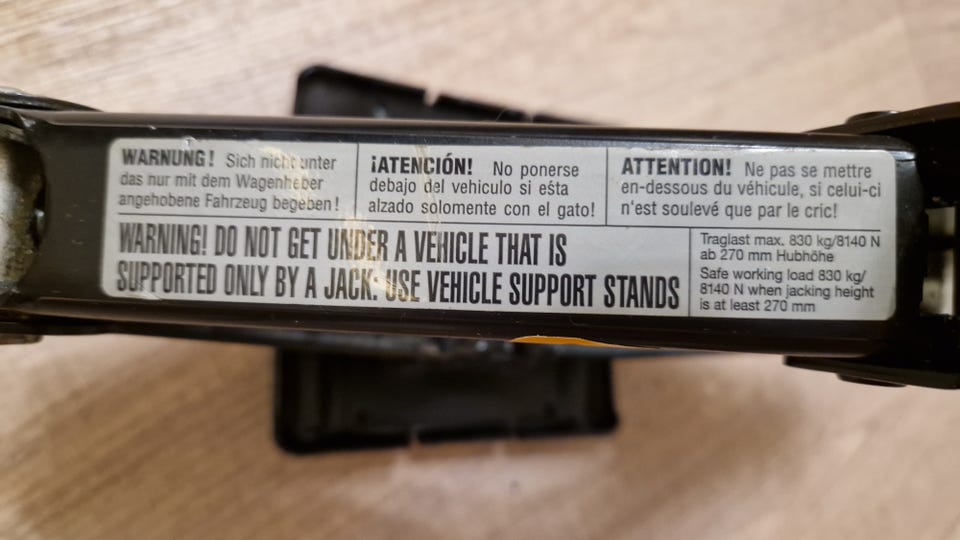 WARNUNG! Sich nicht unter
das nur mit dem Wagenheber
angehobene Fahrzeug begeben!
¡ATENCIÓN! No ponerse
debajo del vehiculo si eśta
alzado solomente con el gato!
ATTENTION! Ne pas se mettre
en-dessous du véhicule, si celui-ci
n'est soulevé que par le cric!
WARNING! DO NOT GET UNDER A VEHICLE THAT IS
SUPPORTED ONLY BY A JACK. USE VEHICLE SUPPORT STANDS
Traglast max. 830 kg/8140 N
ab 270 mm Hubhöhe
Safe working load 830 kg/
8140 N when jacking height
is at least 270 mm